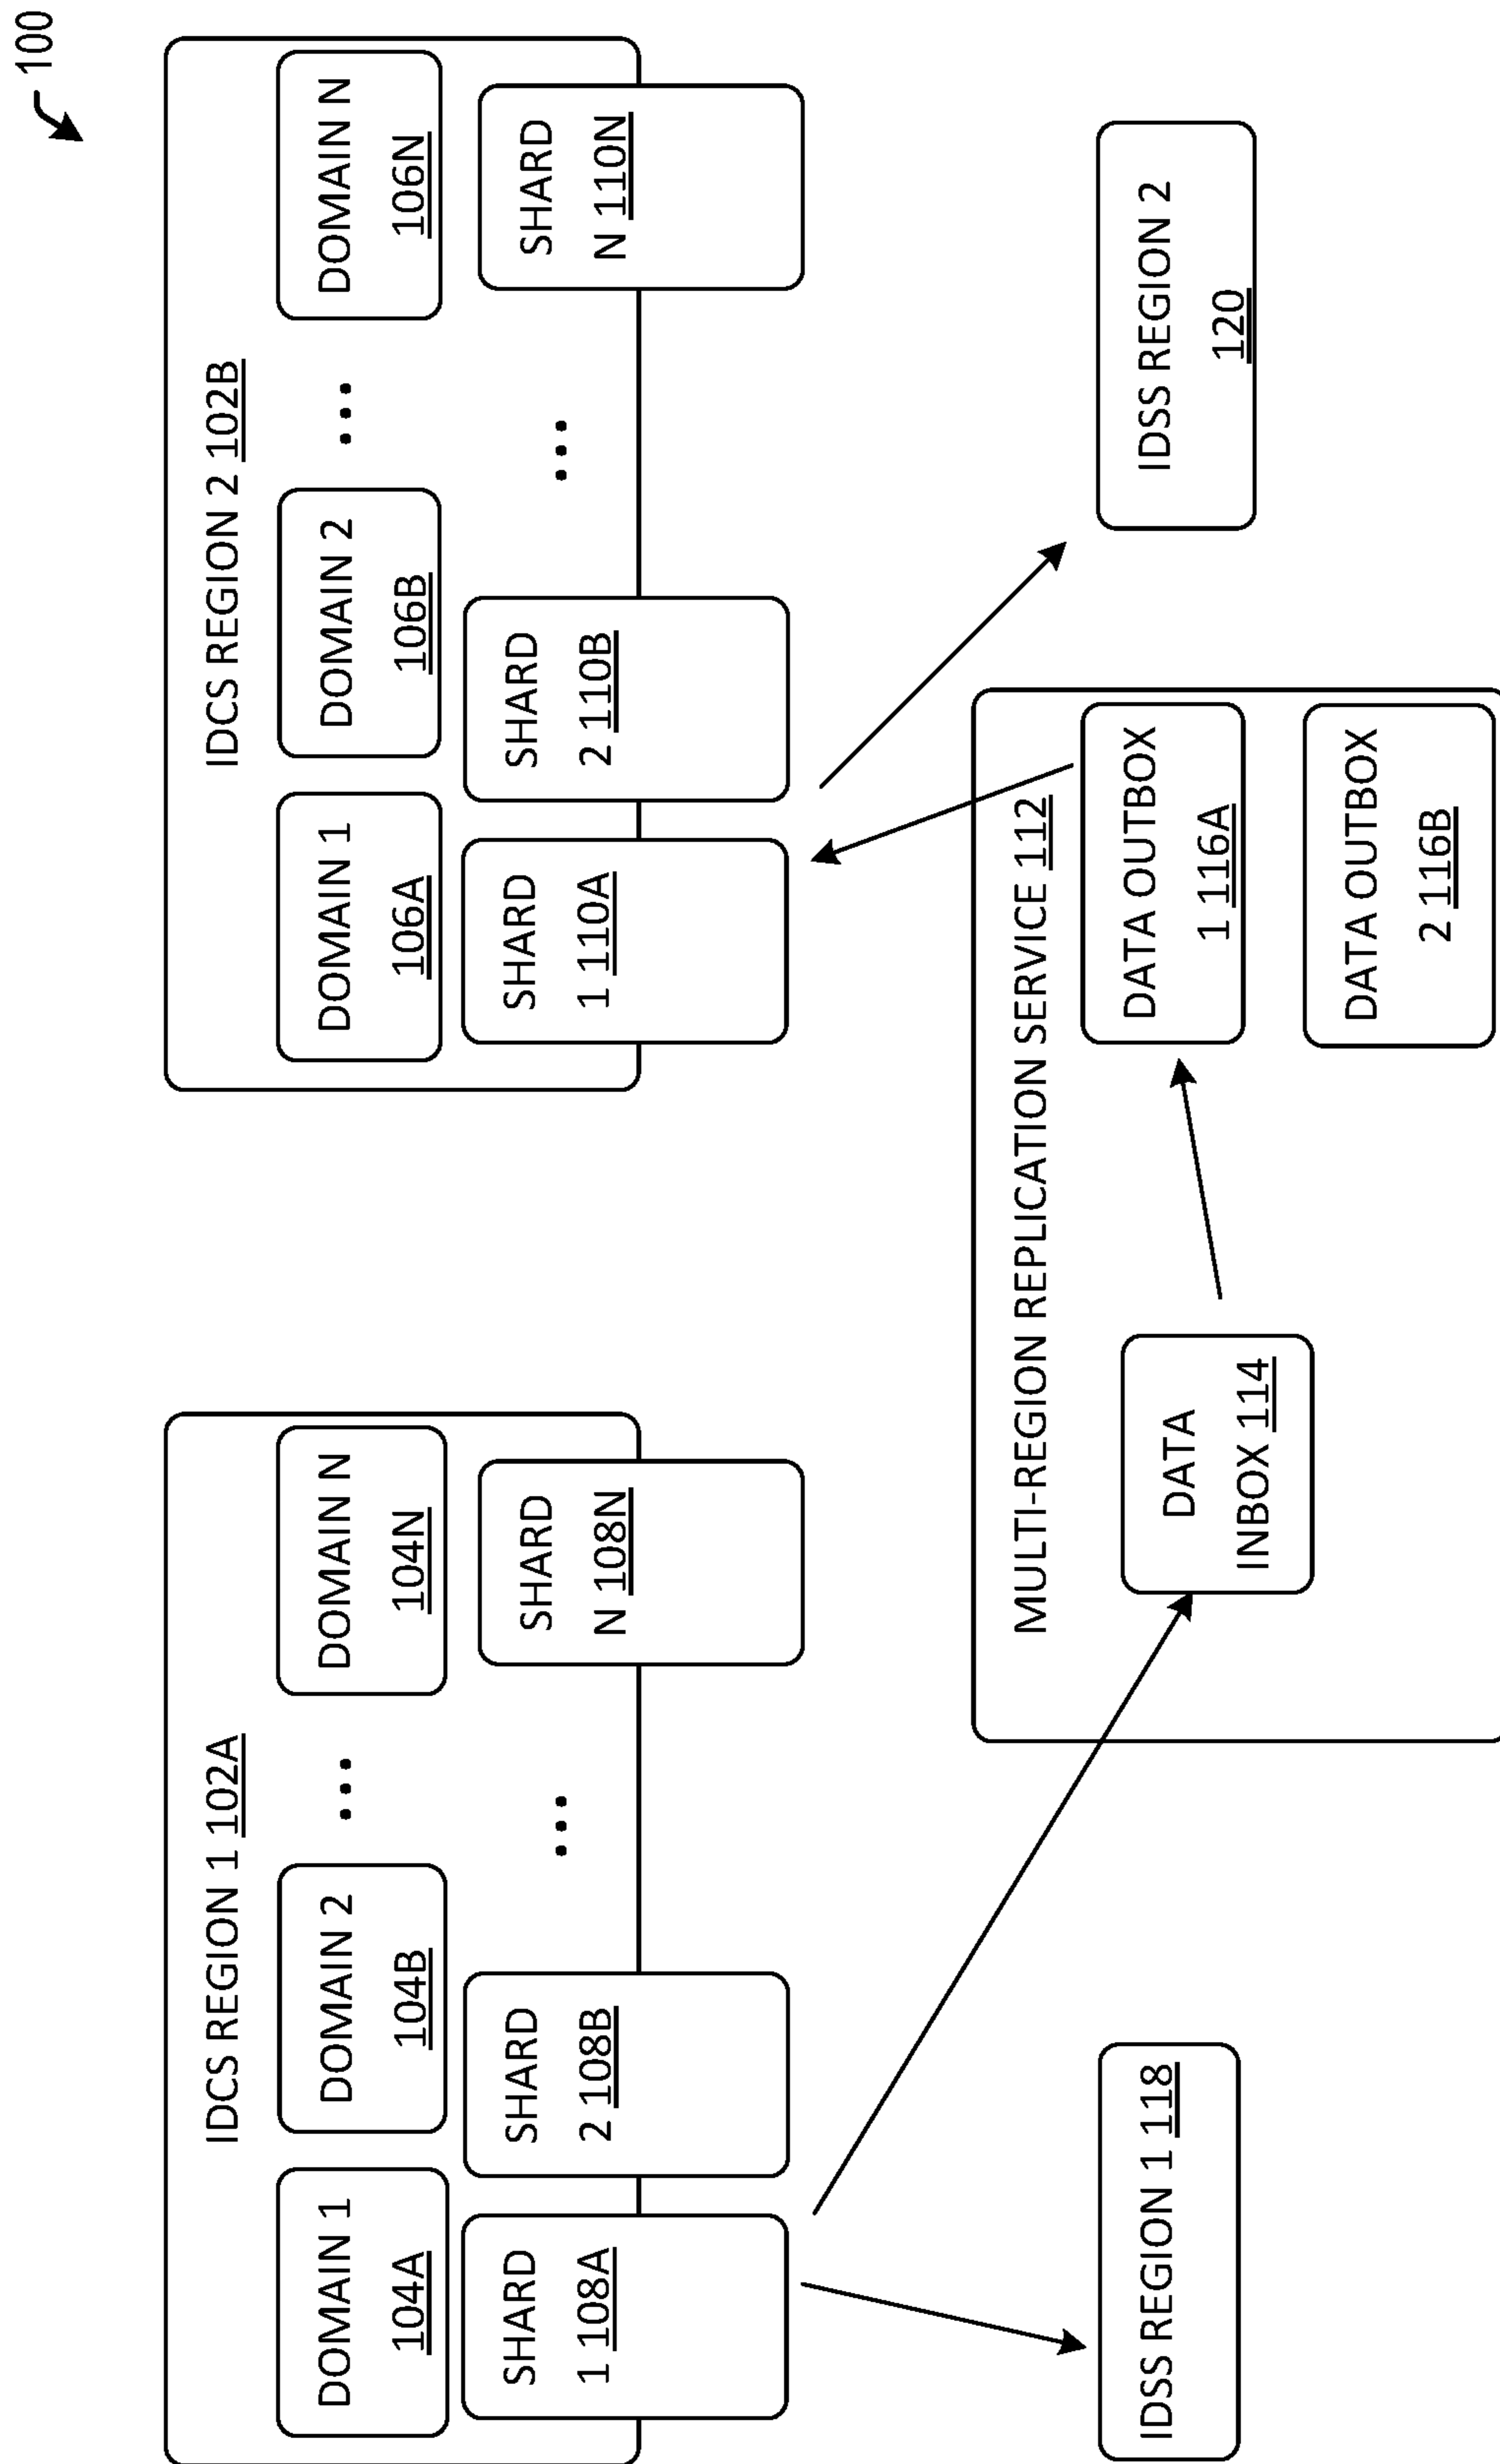 100
IDCS REGION 1 102A
DOMAIN 1
104A
DOMAIN 2
104B
...
DOMAIN N
104N
SHARD
1 108A
SHARD
2 108B
...
SHARD
N 108N
IDCS REGION 2 102B
DOMAIN 1
106A
DOMAIN 2
106B
...
DOMAIN N
106N
SHARD
1 110A
SHARD
2 110B
...
SHARD
N 110N
IDSS REGION 1 118
MULTI-REGION REPLICATION SERVICE 112
DATA
INBOX 114
DATA OUTBOX
1 116A
DATA OUTBOX
2 116B
IDSS REGION 2
120